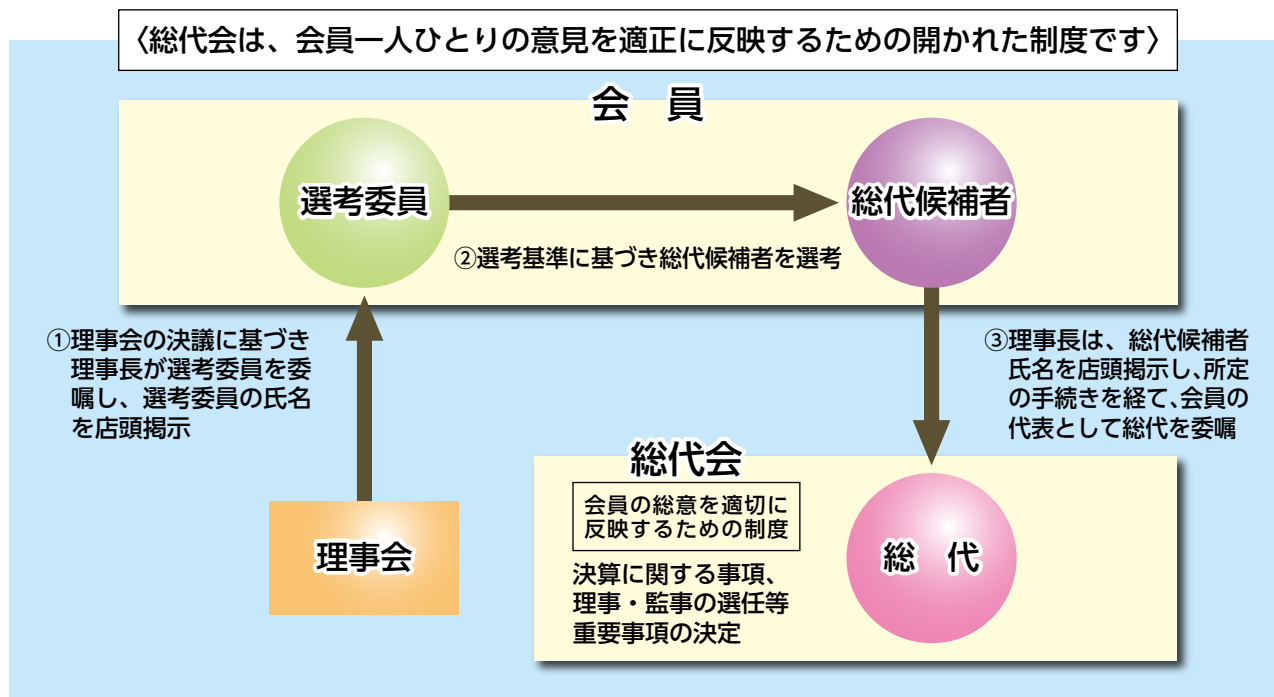 〈総代会は、会員一人ひとりの意見を適正に反映するための開かれた制度です〉
会　員
選考委員
総代候補者
②選考基準に基づき総代候補者を選考
①理事会の決議に基づき
理事長が選考委員を委
嘱し、選考委員の氏名
を店頭掲示
③理事長は、総代候補者
氏名を店頭掲示し、所定
の手続きを経て、会員の
代表として総代を委嘱
理事会
総代会
会員の総意を適切に
反映するための制度
決算に関する事項、
理事・監事の選任等
重要事項の決定
総　代